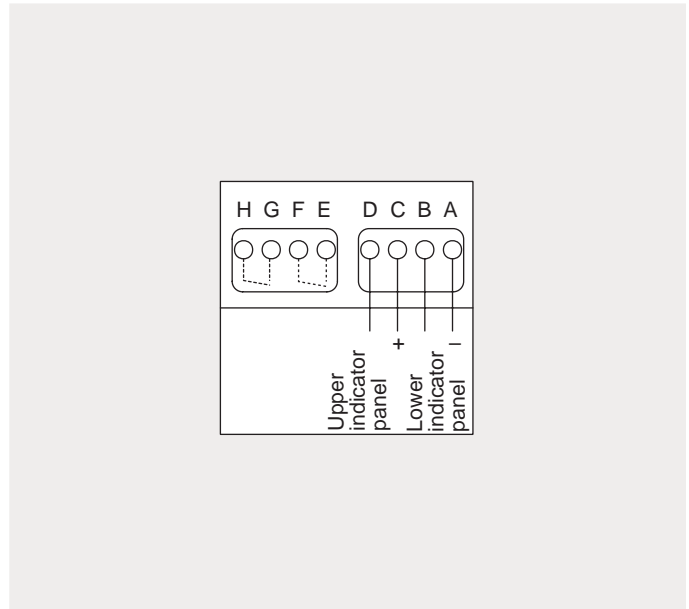 H G F E D C B A
Upper
indicator
panel
+
Lower
indicator
panel
–